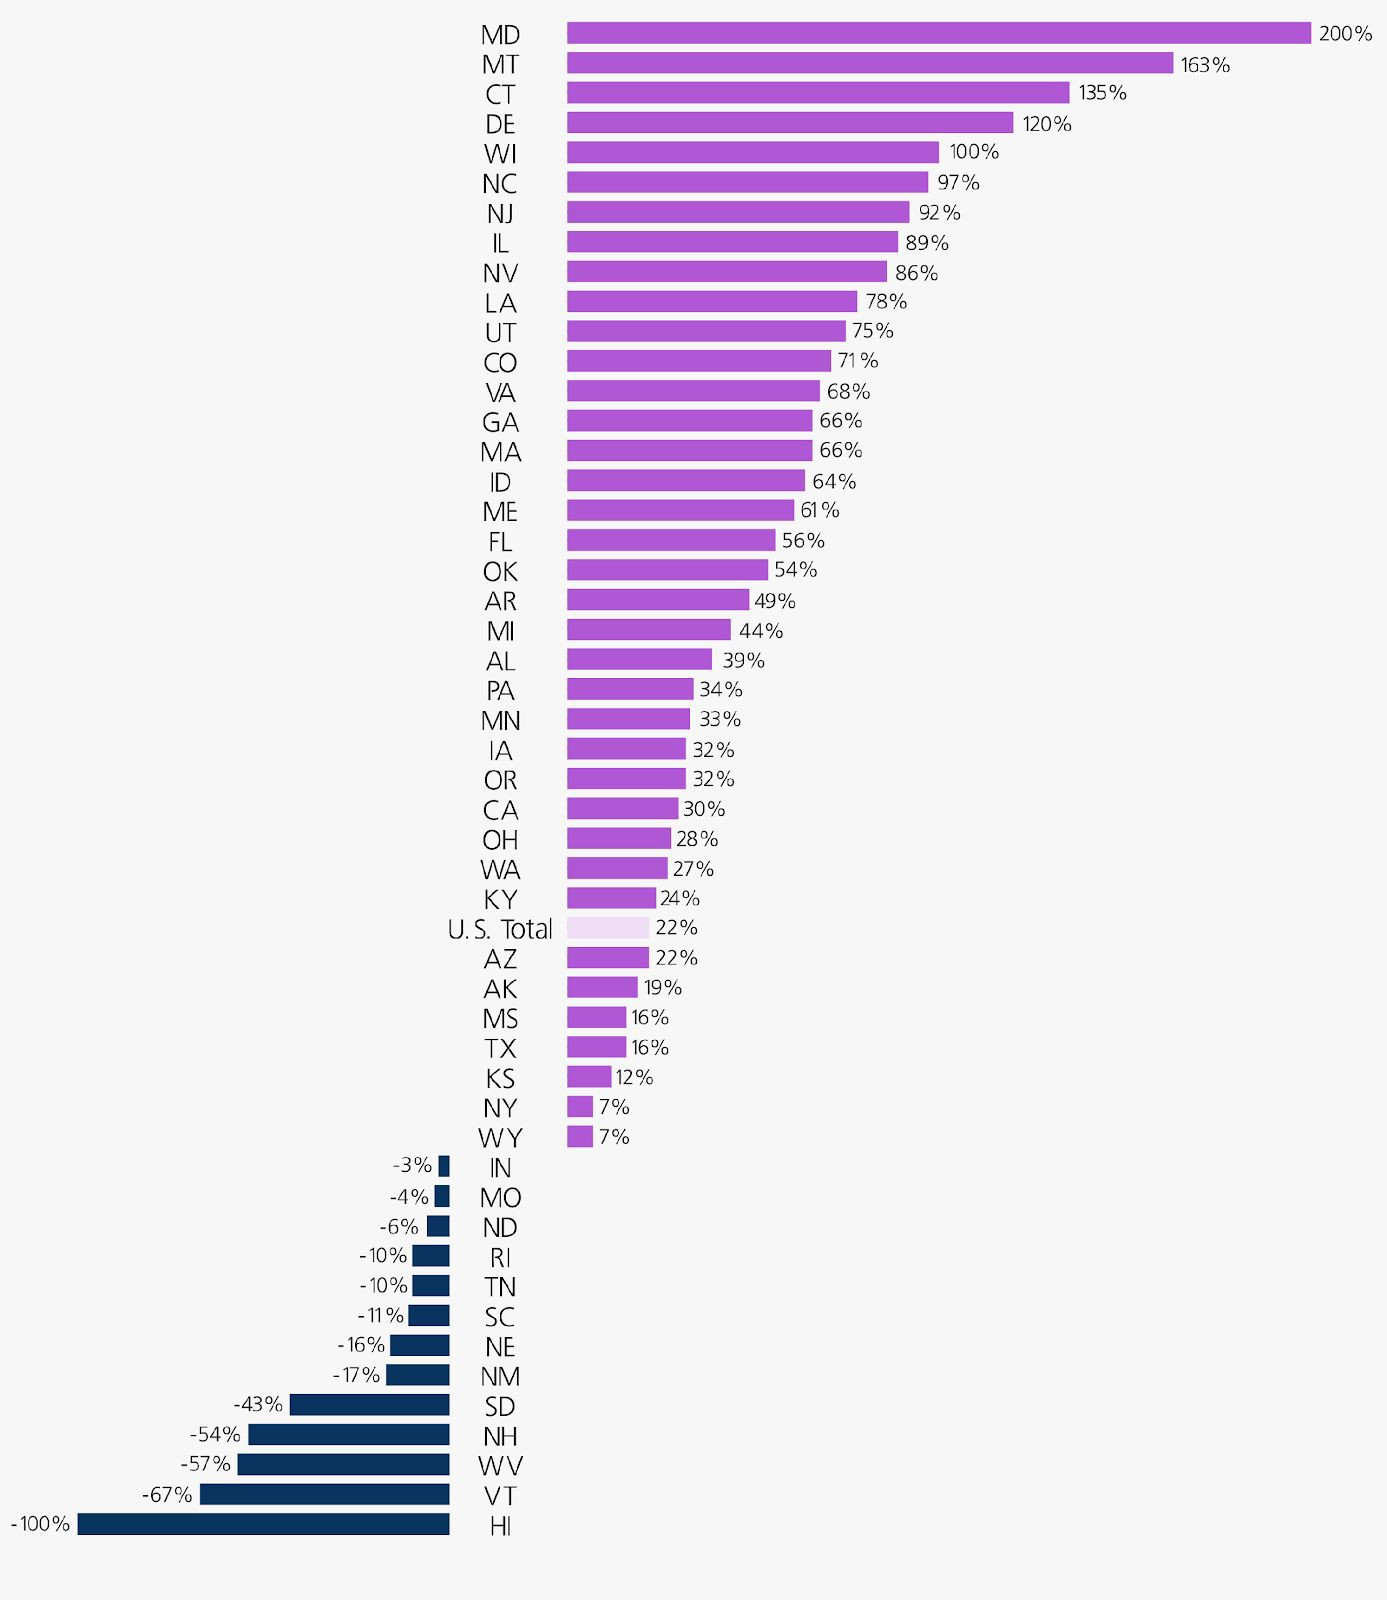 MD 200%
MT 163%
CT 135%
DE 120%
WI 100%
NC 97%
NJ 92%
IL 89%
NV 86%
LA 78%
UT 75%
CO 71%
VA 68%
GA 66%
MA 66%
ID 64%
ME 61%
FL 56%
OK 54%
AR 49%
MI 44%
AL 39%
PA 34%
MN 33%
IA 32%
OR 32%
CA 30%
OH 28%
WA 27%
KY 24%
U.S. Total 22%
AZ 22%
AK 19%
MS 16%
TX 16%
KS 12%
NY 7%
WY 7%
-3% IN
-4% MO
-6% ND
-10% RI
-10% TN
-11% SC
-16% NE
-17% NM
-43% SD
-54% NH
-57% WV
-67% VT
-100% HI